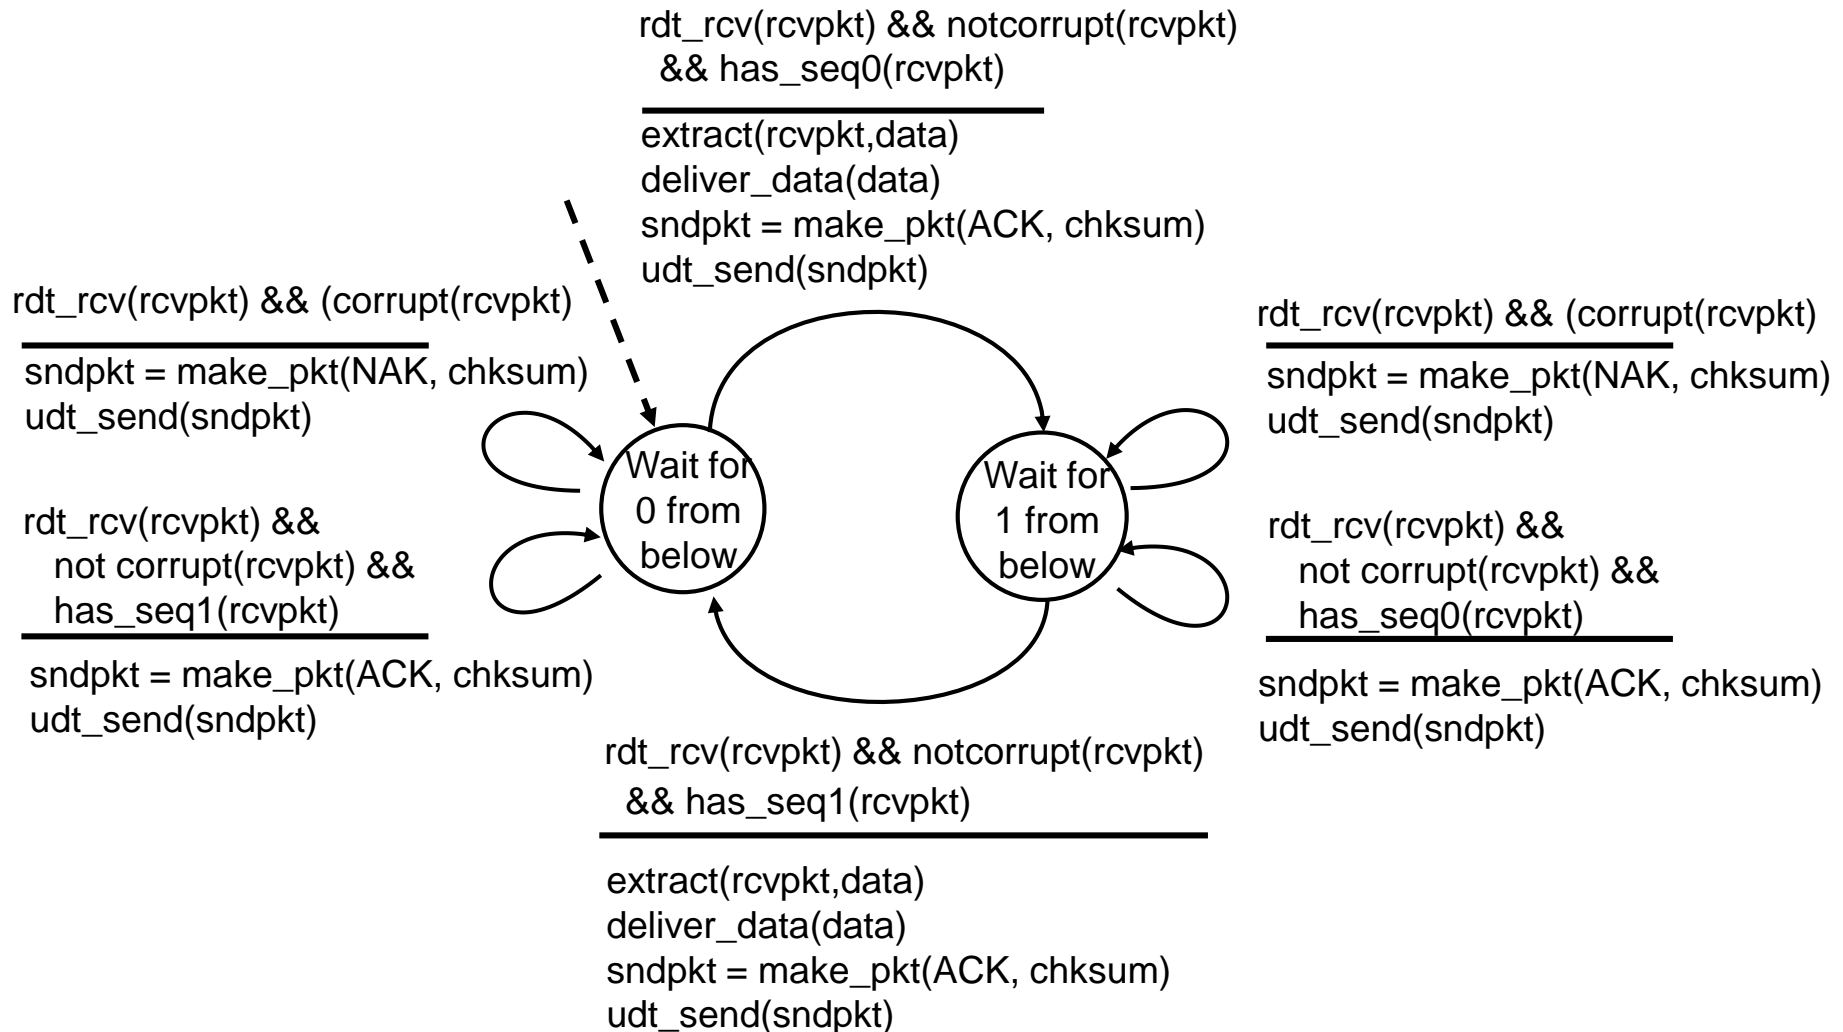 rdt_rcv(rcvpkt) && notcorrupt(rcvpkt)
&& has_seq0(rcvpkt)
extract(rcvpkt,data)
deliver_data(data)
sndpkt = make_pkt(ACK, chksum)
udt_send(sndpkt)
rdt_rcv(rcvpkt) && (corrupt(rcvpkt)
sndpkt = make_pkt(NAK, chksum)
udt_send(sndpkt)
rdt_rcv(rcvpkt) &&
not corrupt(rcvpkt) &&
has_seq1(rcvpkt)
sndpkt = make_pkt(ACK, chksum)
udt_send(sndpkt)
Wait for
0 from
below
Wait for
1 from
below
rdt_rcv(rcvpkt) && (corrupt(rcvpkt)
sndpkt = make_pkt(NAK, chksum)
udt_send(sndpkt)
rdt_rcv(rcvpkt) &&
not corrupt(rcvpkt) &&
has_seq0(rcvpkt)
sndpkt = make_pkt(ACK, chksum)
udt_send(sndpkt)
rdt_rcv(rcvpkt) && notcorrupt(rcvpkt)
&& has_seq1(rcvpkt)
extract(rcvpkt,data)
deliver_data(data)
sndpkt = make_pkt(ACK, chksum)
udt_send(sndpkt)